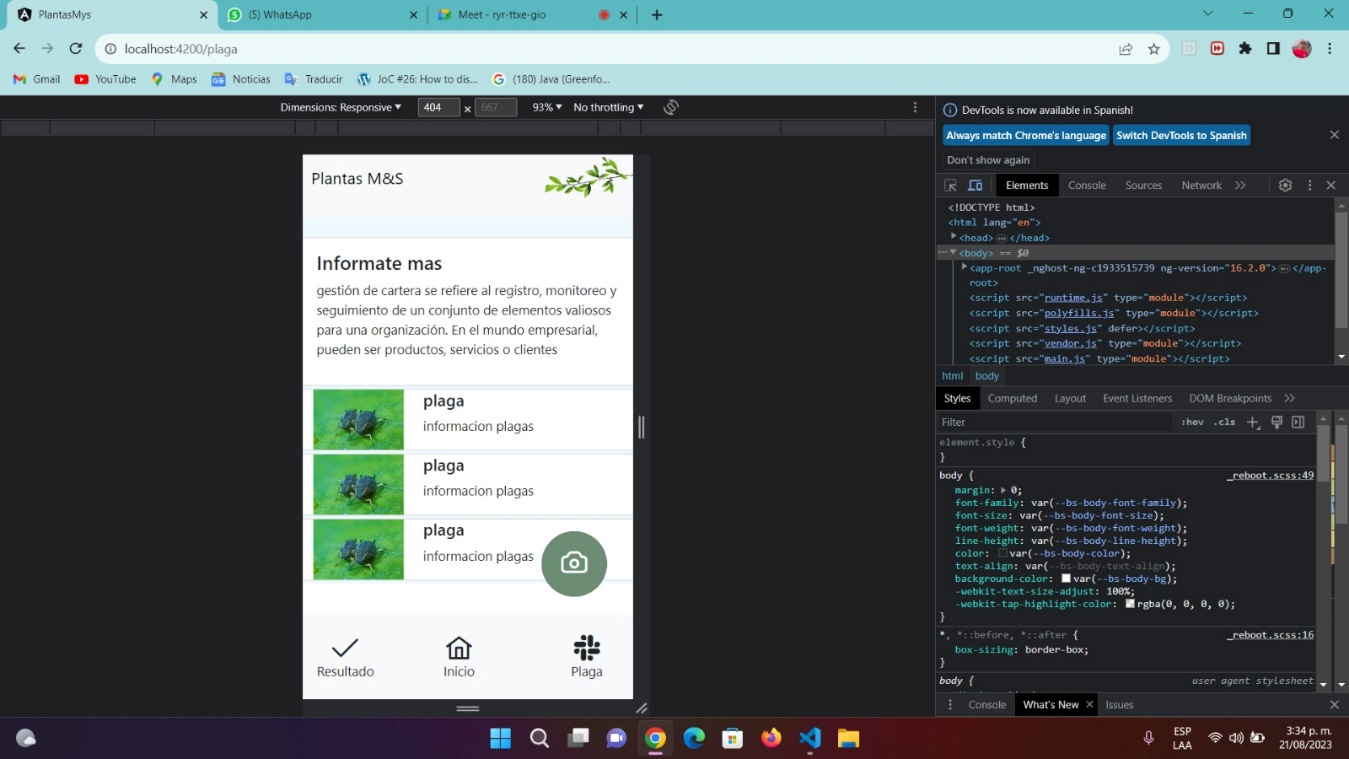 PlantasMys
(5) WhatsApp
Meet - ryr-ttxe-gio
localhost:4200/plaga
Gmail
YouTube
Maps
Noticias
Traducir
JoC #26: How to dis...
(180) Java (Greenfo...
Dimensions: Responsive
404
x
667
93%
No throttling
Plantas M&S
Informate mas
gestión de cartera se refiere al registro, monitoreo y
seguimiento de un conjunto de elementos valiosos
para una organización. En el mundo empresarial,
pueden ser productos, servicios o clientes
plaga
informacion plagas
plaga
informacion plagas
plaga
informacion plagas
Resultado
Inicio
Plaga
DevTools is now available in Spanish!
Always match Chrome's language
Switch DevTools to Spanish
Don't show again
Elements
Console
Sources
Network
<!DOCTYPE html>
<html lang="en">
<head> … </head>
<body> == $0
<app-root _nghost-ng-c1933515739 ng-version="16.2.0"> … </app-
root>
<script src="runtime.js" type="module"></script>
<script src="polyfills.js" type="module"></script>
<script src="styles.js" defer></script>
<script src="vendor.js" type="module"></script>
<script src="main.js" type="module"></script>
html
body
Styles
Computed
Layout
Event Listeners
DOM Breakpoints
Filter
:hov
.cls
element.style {
}
body {
_reboot.scss:49
margin: 0;
font-family: var(--bs-body-font-family);
font-size: var(--bs-body-font-size);
font-weight: var(--bs-body-font-weight);
line-height: var(--bs-body-line-height);
color: var(--bs-body-color);
text-align: var(--bs-body-text-align);
background-color: var(--bs-body-bg);
-webkit-text-size-adjust: 100%;
-webkit-tap-highlight-color: rgba(0, 0, 0, 0);
}
*, *::before, *::after {
_reboot.scss:16
box-sizing: border-box;
}
body {
user agent stylesheet
Console
What's New
Issues
ESP
LAA
3:34 p. m.
21/08/2023